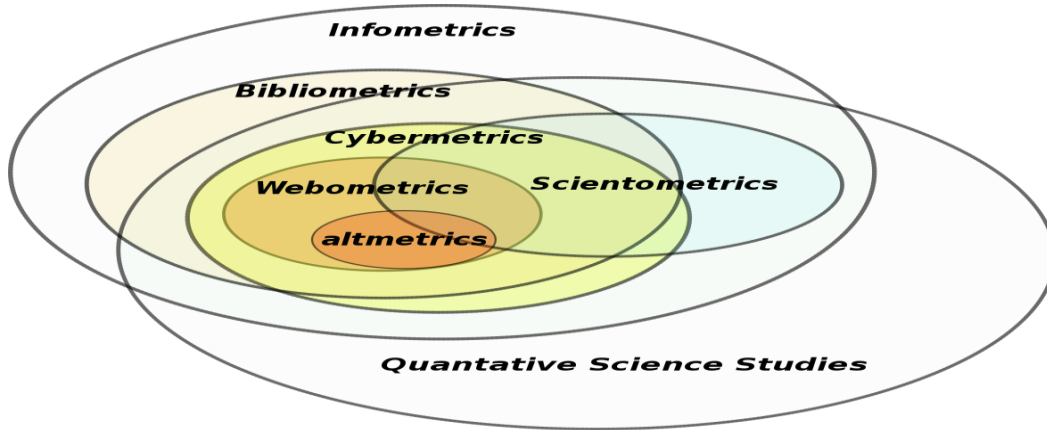 Infometrics
Bibliometrics
Cybermetrics
Scientometrics
Webometrics
altmetrics
Quantative Science Studies